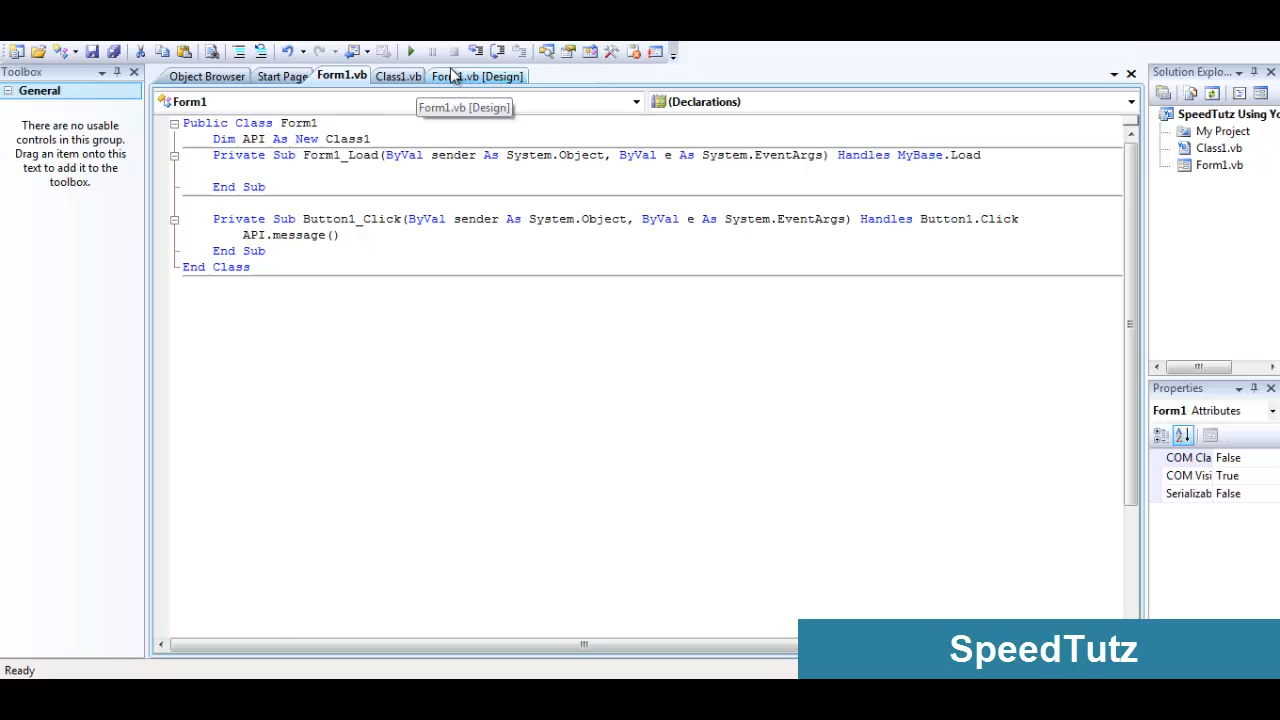 Toolbox
General
There are no usable
controls in this group.
Drag an item onto this
text to add it to the
toolbox.
Object Browser
Start Page
Form1.vb
Class1.vb
Form1.vb [Design]
Form1.vb [Design]
Form1
(Declarations)
Public Class Form1
Dim API As New Class1
Private Sub Form1_Load(ByVal sender As System.Object, ByVal e As System.EventArgs) Handles MyBase.Load
End Sub
Private Sub Button1_Click(ByVal sender As System.Object, ByVal e As System.EventArgs) Handles Button1.Click
API.message()
End Sub
End Class
Solution Explo...
SpeedTutz Using Yo
My Project
Class1.vb
Form1.vb
Properties
Form1 Attributes
COM Cla False
COM Visi True
Serializab False
Ready
SpeedTutz